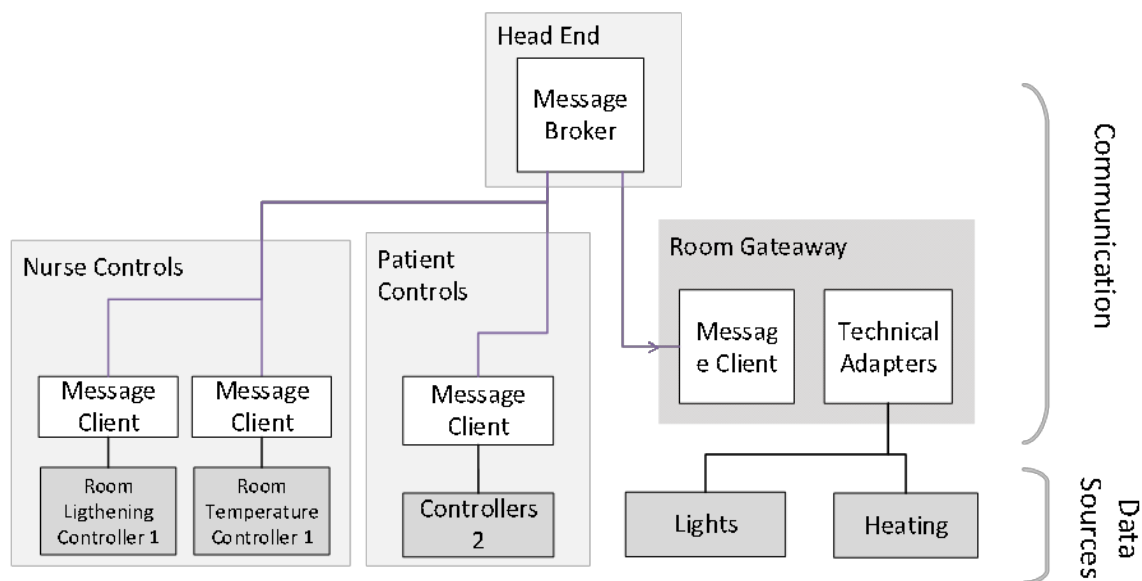 Head End
Message
Broker
Communication
Nurse Controls
Patient
Controls
Room Gateaway
Messag
e Client
Technical
Adapters
Message
Client
Message
Client
Message
Client
Room
Ligthening
Controller 1
Room
Temperature
Controller 1
Controllers
2
Lights
Heating
Data
Sources